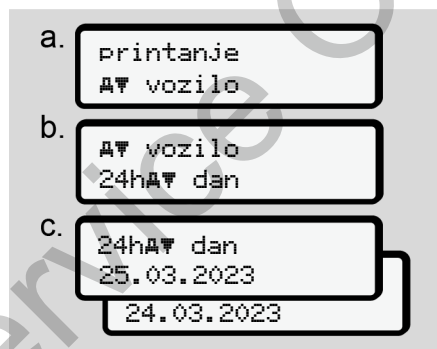 a.
printanje
vozilo
b.
vozilo
24h dan
c.
24h dan
25.03.2023
24.03.2023